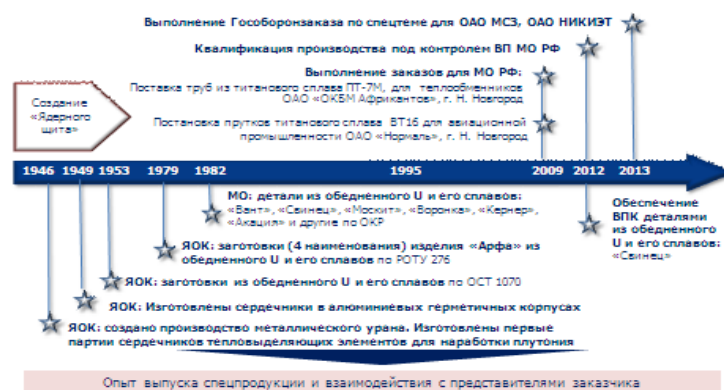 Выполнение Гособоронзаказа по спецтеме для ОАО МСЗ, ОАО НИКИЭТ
Квалификация производства под контролем ВП МО РФ
Выполнение заказов для МО РФ:
Поставка труб из титанового сплава ПТ-7М, для теплообменников
ОАО «ОКБМ Африкантов», г. Н. Новгород
Постановка прутков титанового сплава ВТ16 для авиационной
промышленности ОАО «Нормаль», г. Н. Новгород
Создание
«Ядерного
щита»
1946 1949 1953 1979 1982 1995 2009 2012 2013
МО: детали из обедненного U и его сплавов:
«Вант», «Свинец», «Москит», «Воронка», «Кернер»,
«Акация» и другие по ОКР
Обеспечение
ВПК деталями
из обедненного
U и его сплавов:
«Свинец»
ЯОК: заготовки (4 наименования) изделия «Арфа» из
обедненного U и его сплавов по РОТУ 276
ЯОК: заготовки из обедненного U и его сплавов по ОСТ 1070
ЯОК: Изготовлены сердечники в алюминиевых герметичных корпусах
ЯОК: создано производство металлического урана. Изготовлены первые
партии сердечников тепловыделяющих элементов для наработки плутония
Опыт выпуска спецпродукции и взаимодействия с представителями заказчика